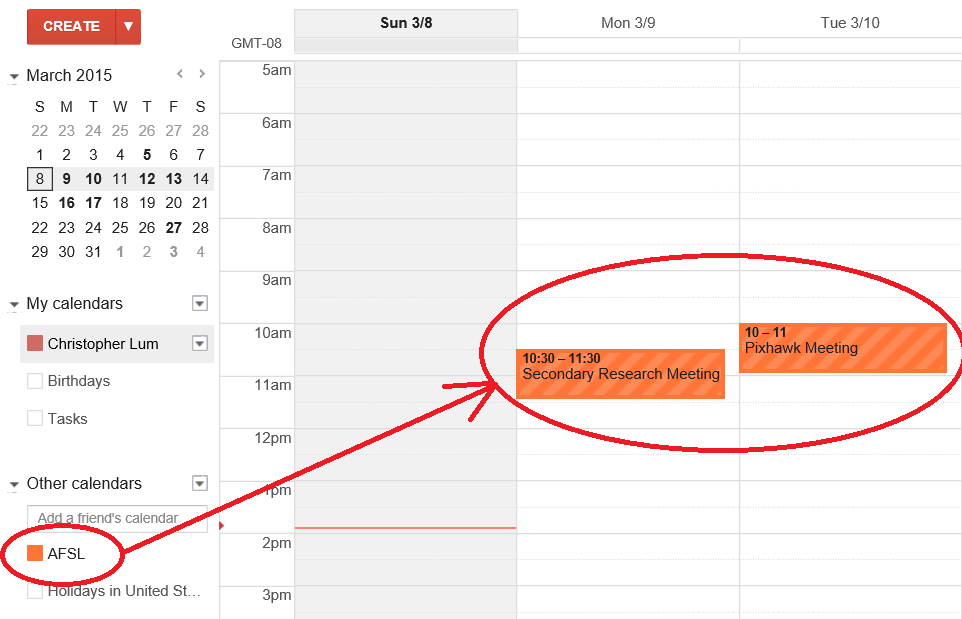 CREATE
March 2015
S M T W T F S
22 23 24 25 26 27 28
1 2 3 4 5 6 7
8 9 10 11 12 13 14
15 16 17 18 19 20 21
22 23 24 25 26 27 28
29 30 31 1 2 3 4
My calendars
Christopher Lum
Birthdays
Tasks
Other calendars
Add a friend's calendar
AFSL
Holidays in United St...
Sun 3/8 Mon 3/9 Tue 3/10
GMT-08
5am
6am
7am
8am
9am
10am
11am
12pm
1pm
2pm
3pm
10:30 – 11:30
Secondary Research Meeting
10 – 11
Pixhawk Meeting